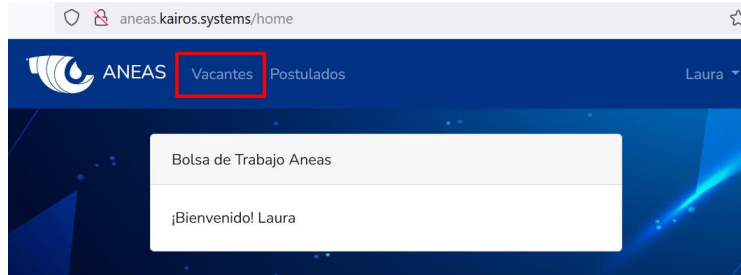 aneas.kairos.systems/home
ANEAS Vacantes Postulados Laura
Bolsa de Trabajo Aneas
¡Bienvenido! Laura